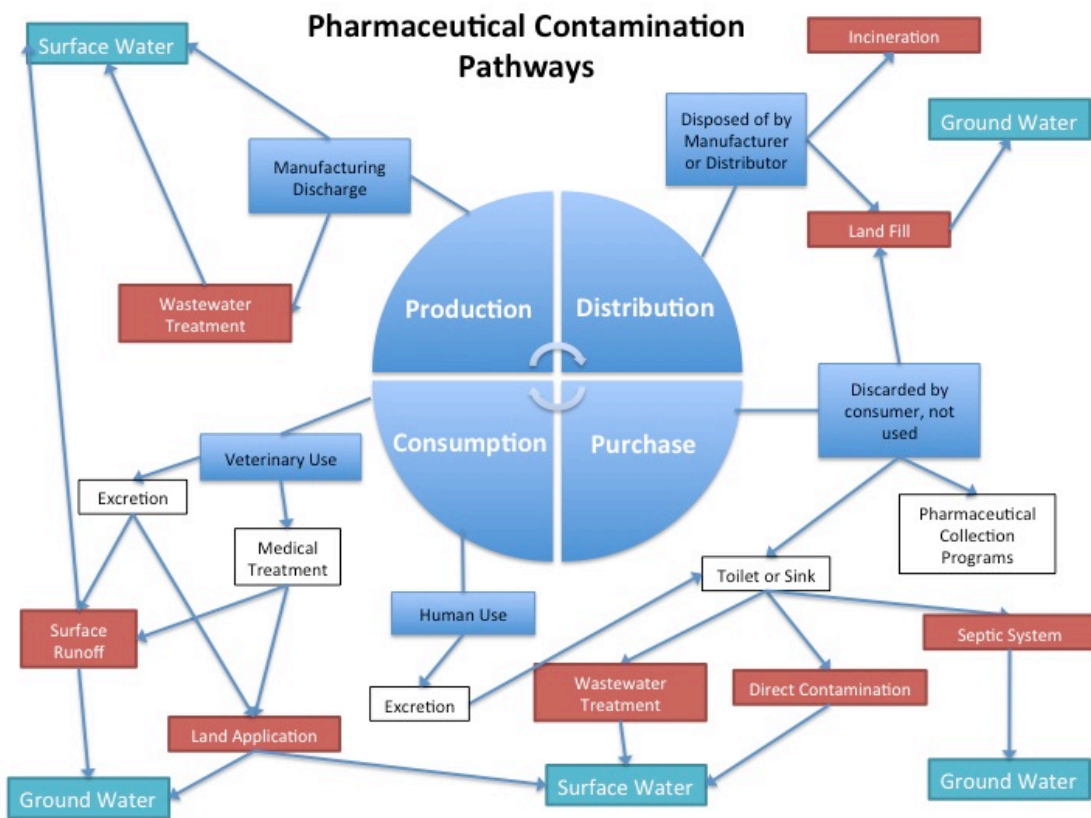 Pharmaceutical Contamination
Pathways
Surface Water
Incineration
Disposed of by
Manufacturer
or Distributor
Ground Water
Manufacturing
Discharge
Land Fill
Wastewater
Treatment
Production
Distribution
Consumption
Purchase
Discarded by
consumer, not
used
Veterinary Use
Excretion
Medical
Treatment
Pharmaceutical
Collection
Programs
Toilet or Sink
Human Use
Surface
Runoff
Septic System
Excretion
Wastewater
Treatment
Direct Contamination
Land Application
Ground Water
Surface Water
Ground Water